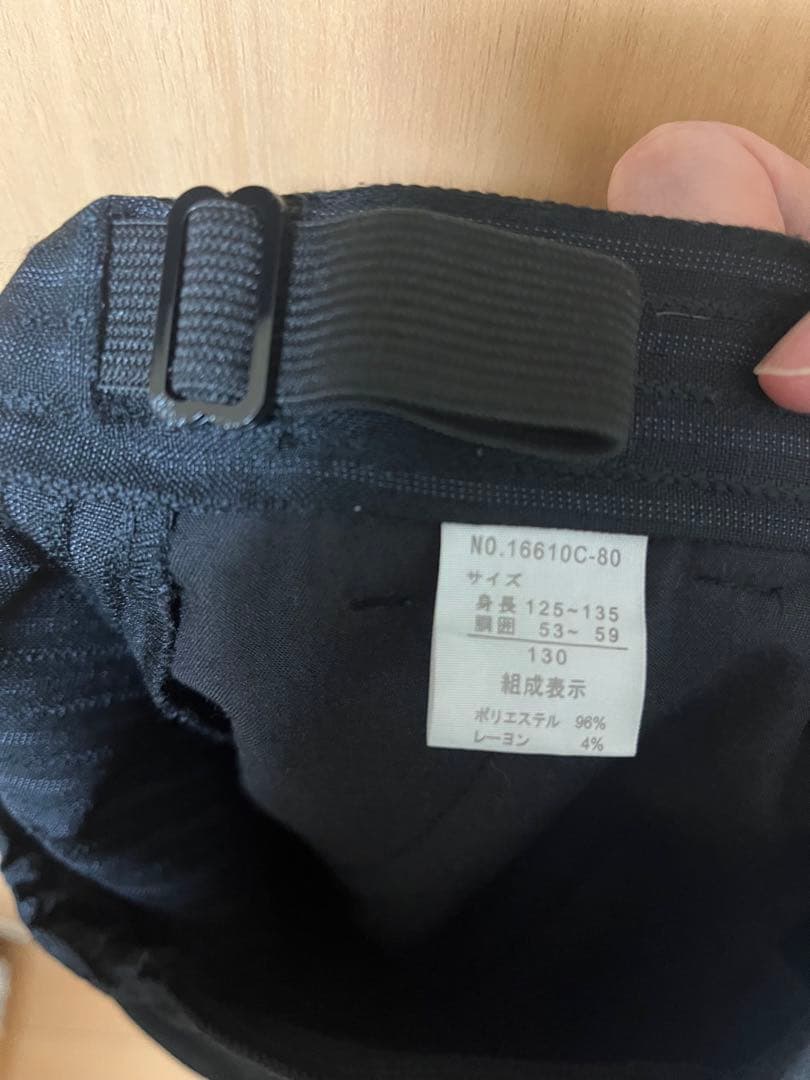 NO.16610C-80
サイズ
身長 125~135
胴囲 53~ 59
130
組成表示
ポリエステル 96%
レーヨン 4%